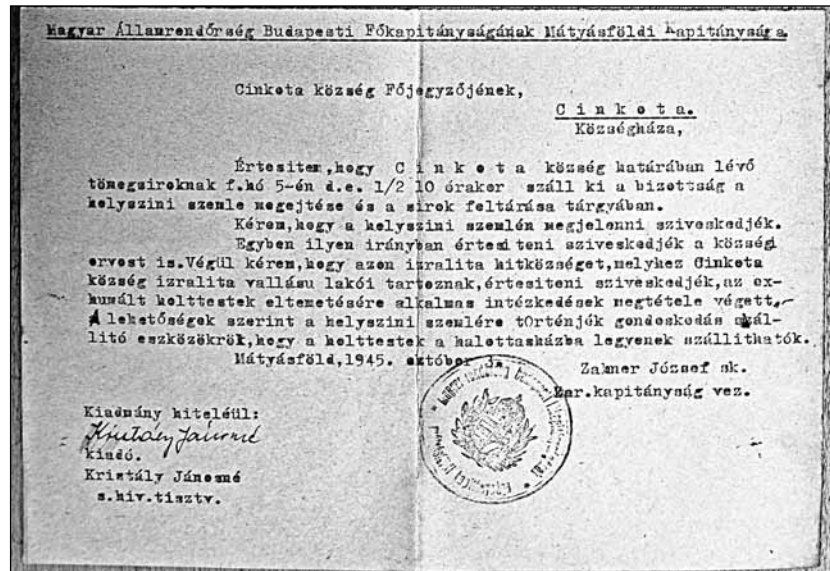 Magyar Államrendőrség Budapesti Főkapitányságának Mátyásföldi Kapitánysága
Cinkota község Főjegyzőjének,
C i n k o t a.
Községháza,
Értesitem,hogy C i n k o t a község határában lévő
tömegsiroknak f.hó 5-én d.e. 1/2 10 órakor száll ki a bizottság a
helyszini szemle megejtése és a sirok feltárása tárgyában.
Kérem,hogy a helyszini szemlén megjelenni sziveskedjék.
Egyben ilyen irányban értesiteni sziveskedjék a községi
orvost is.Végül kérem,hogy azon izralita hitközséget,melyhez Cinkota
község izralita vallásu lakói tartoznak,értesiteni sziveskedjék,az ex-
humált holttestek eltemetésére alkalmas intézkedések megtétele végett.-
A lehetőségek szerint a helyszini szemlére történjék gondoskodás szál-
litó eszközökről,hogy a holttestek a halottasházba legyenek szállithatók.
Mátyásföld,1945. október
Zahner József sk.
kapitányság vez.
Kiadmány hiteléül:
Kristály Jánosné
kiadó.
Kristály Jánosné
s.hiv.tisztv.